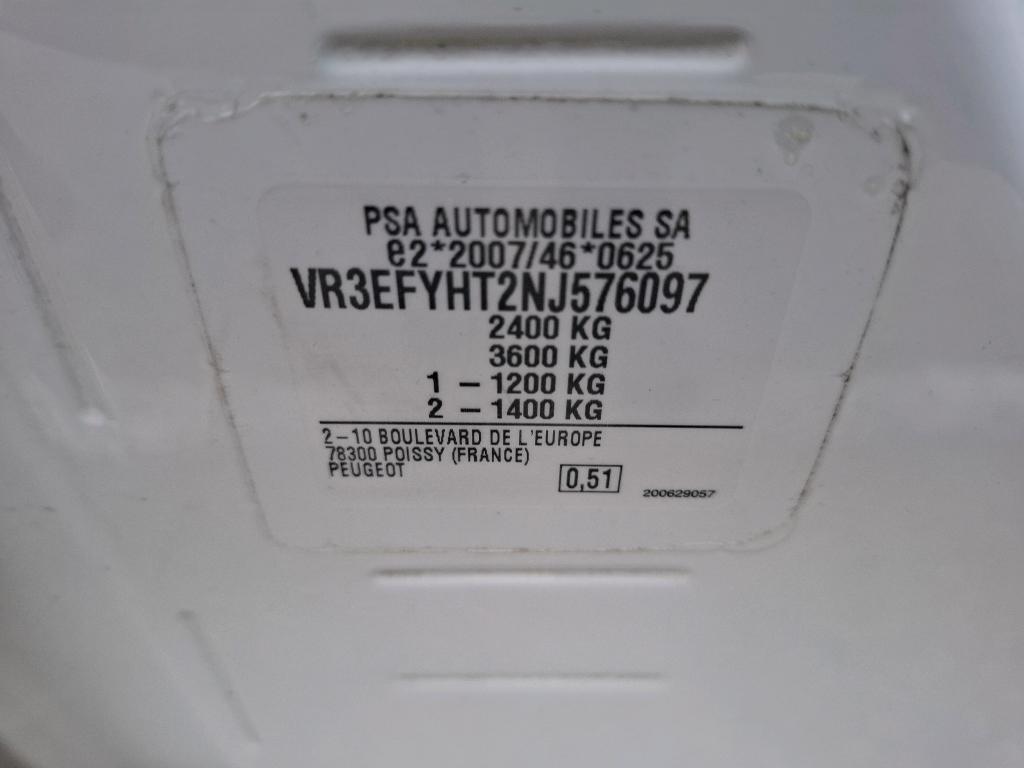 PSA AUTOMOBILES SA
e2*2007/46*0625
VR3EFYHT2NJ576097
2400 KG
3600 KG
1 – 1200 KG
2 – 1400 KG
2–10 BOULEVARD DE L'EUROPE
78300 POISSY (FRANCE)
PEUGEOT
0,51
200629057